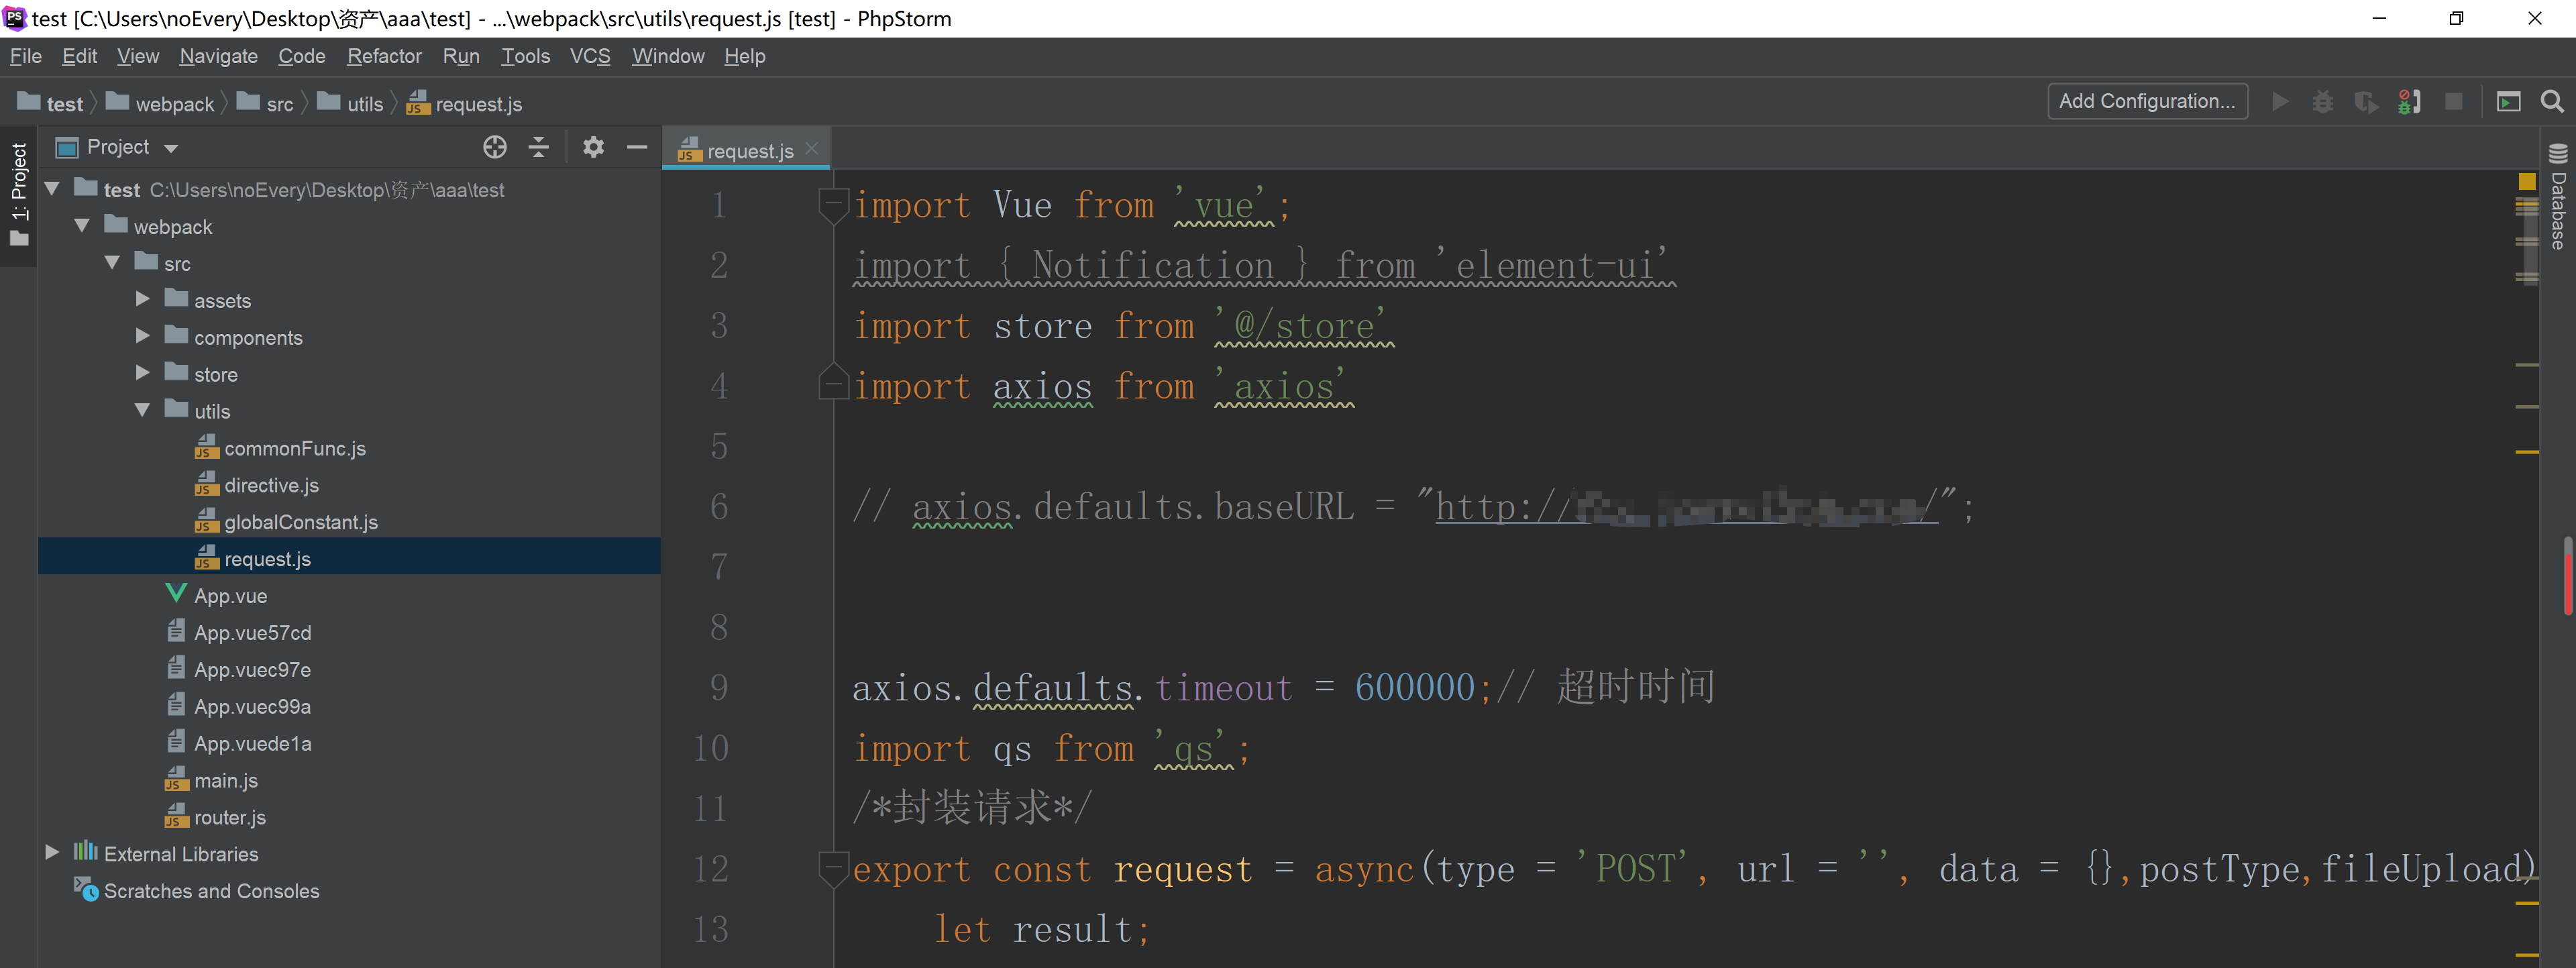 test [C:\Users\noEvery\Desktop\资产\aaa\test] - ...\webpack\src\utils\request.js [test] - PhpStorm
File Edit View Navigate Code Refactor Run Tools VCS Window Help
test webpack src utils request.js Add Configuration...
1: Project
Project
test C:\Users\noEvery\Desktop\资产\aaa\test
webpack
src
assets
components
store
utils
commonFunc.js
directive.js
globalConstant.js
request.js
App.vue
App.vue57cd
App.vuec97e
App.vuec99a
App.vuede1a
main.js
router.js
External Libraries
Scratches and Consoles
request.js
1 import Vue from 'vue';
2 import { Notification } from 'element-ui'
3 import store from '@/store'
4 import axios from 'axios'
5
6 // axios.defaults.baseURL = "http:///";
7
8
9 axios.defaults.timeout = 600000;// 超时时间
10 import qs from 'qs';
11 /*封装请求*/
12 export const request = async(type = 'POST', url = '', data = {},postType,fileUpload)
13 let result;
Database